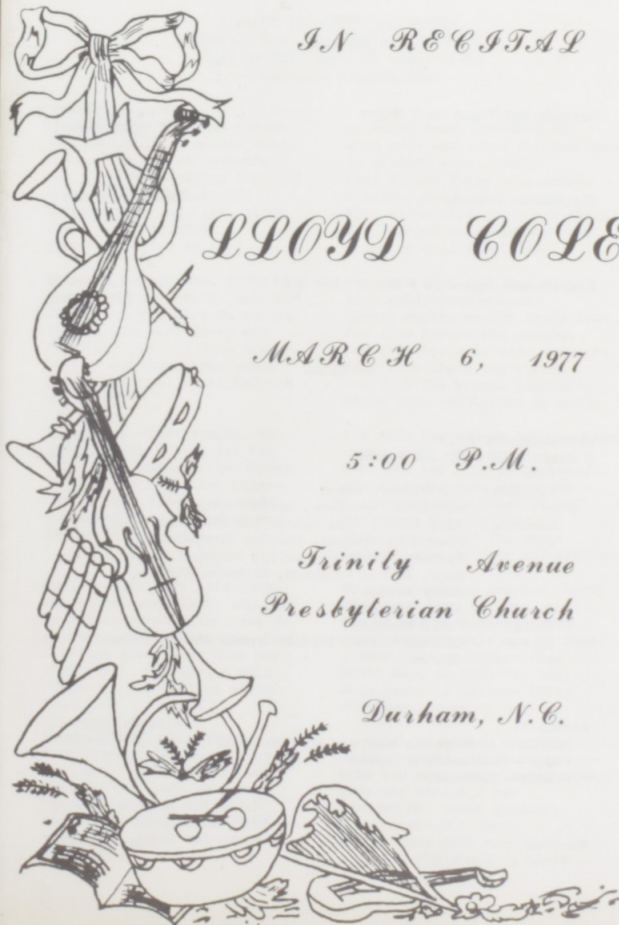 IN RECITAL
LLOYD COLE
MARCH 6, 1977
5:00 P.M.
Trinity Avenue
Presbyterian Church
Durham, N.C.